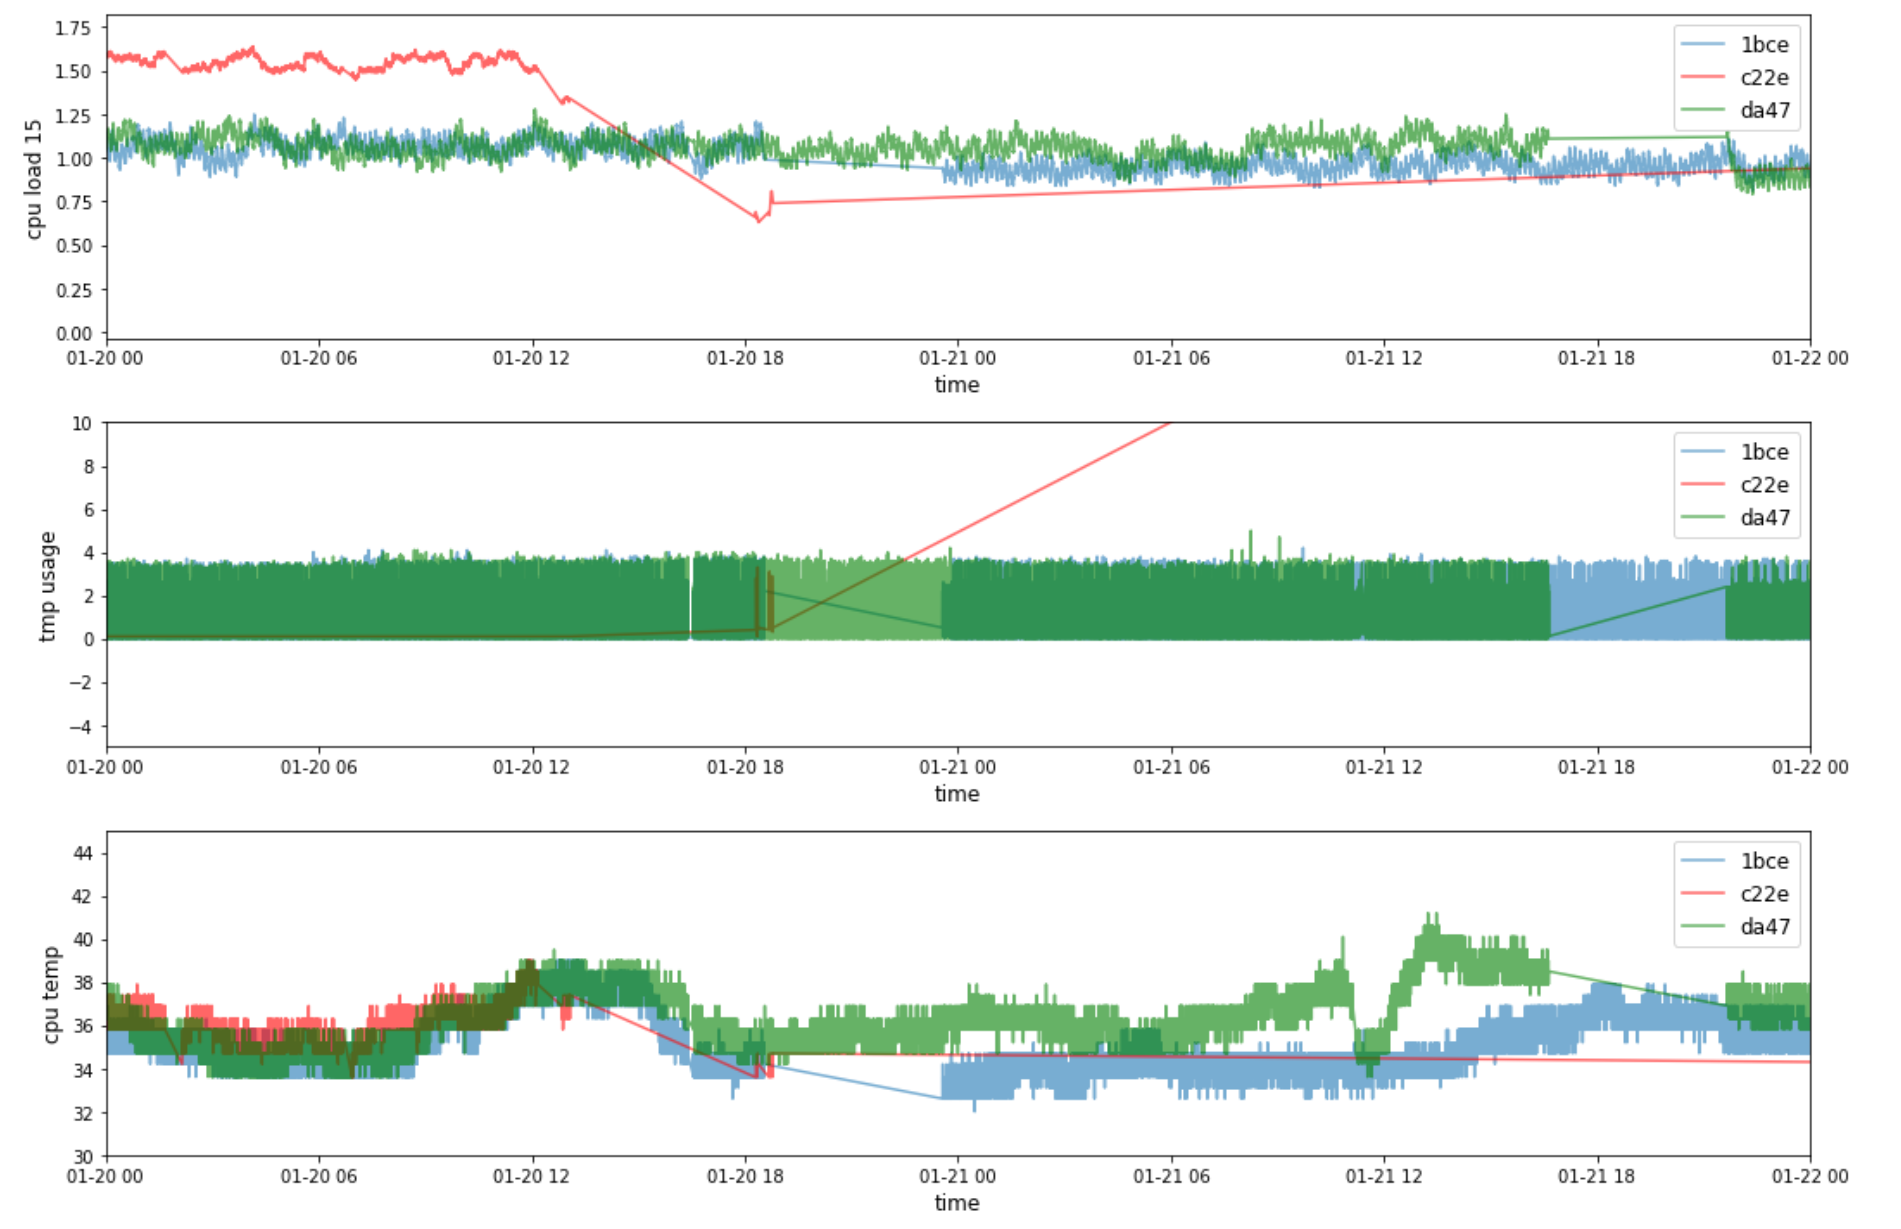 cpu load 15
1.75
1.50
1.25
1.00
0.75
0.50
0.25
0.00
1bce
c22e
da47
01-20 00 01-20 06 01-20 12 01-20 18 01-21 00 01-21 06 01-21 12 01-21 18 01-22 00
time
tmp usage
10
8
6
4
2
0
−2
−4
1bce
c22e
da47
01-20 00 01-20 06 01-20 12 01-20 18 01-21 00 01-21 06 01-21 12 01-21 18 01-22 00
time
cpu temp
44
42
40
38
36
34
32
30
1bce
c22e
da47
01-20 00 01-20 06 01-20 12 01-20 18 01-21 00 01-21 06 01-21 12 01-21 18 01-22 00
time